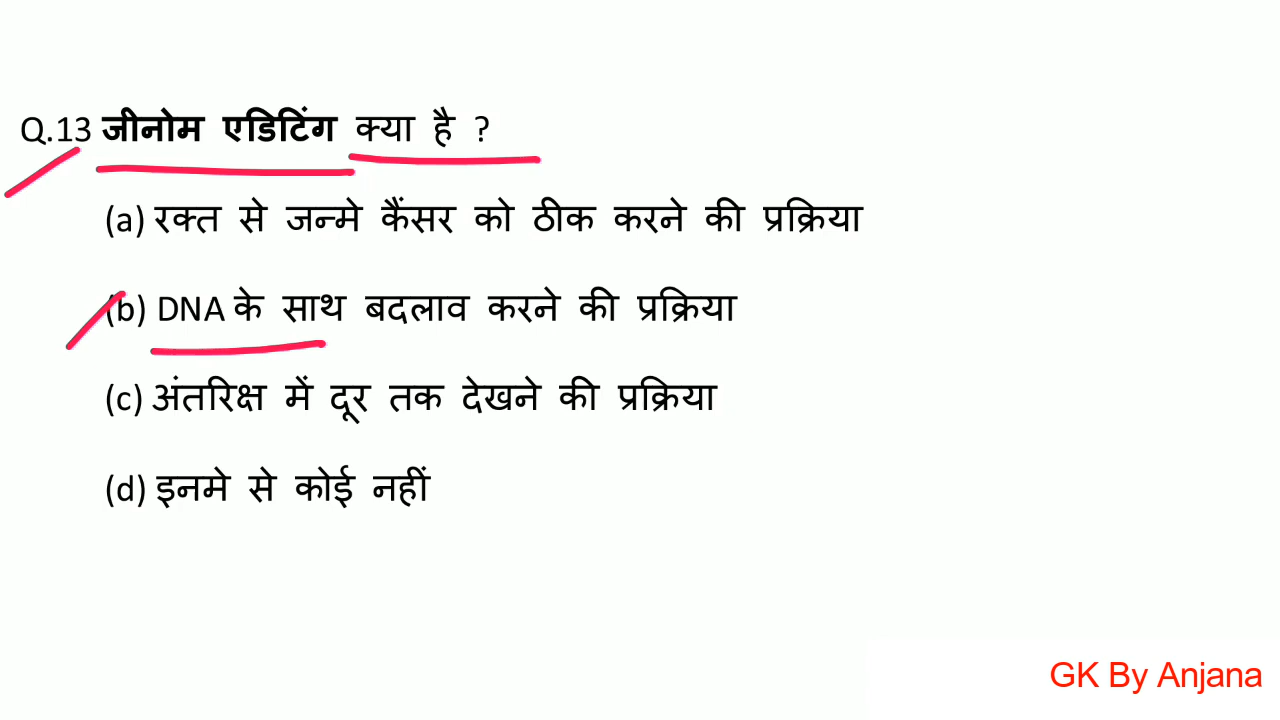 Q.13 जीनोम एडिटिंग क्या है ?
(a) रक्त से जन्मे कैंसर को ठीक करने की प्रक्रिया
(b) DNA के साथ बदलाव करने की प्रक्रिया
(c) अंतरिक्ष में दूर तक देखने की प्रक्रिया
(d) इनमे से कोई नहीं
GK By Anjana